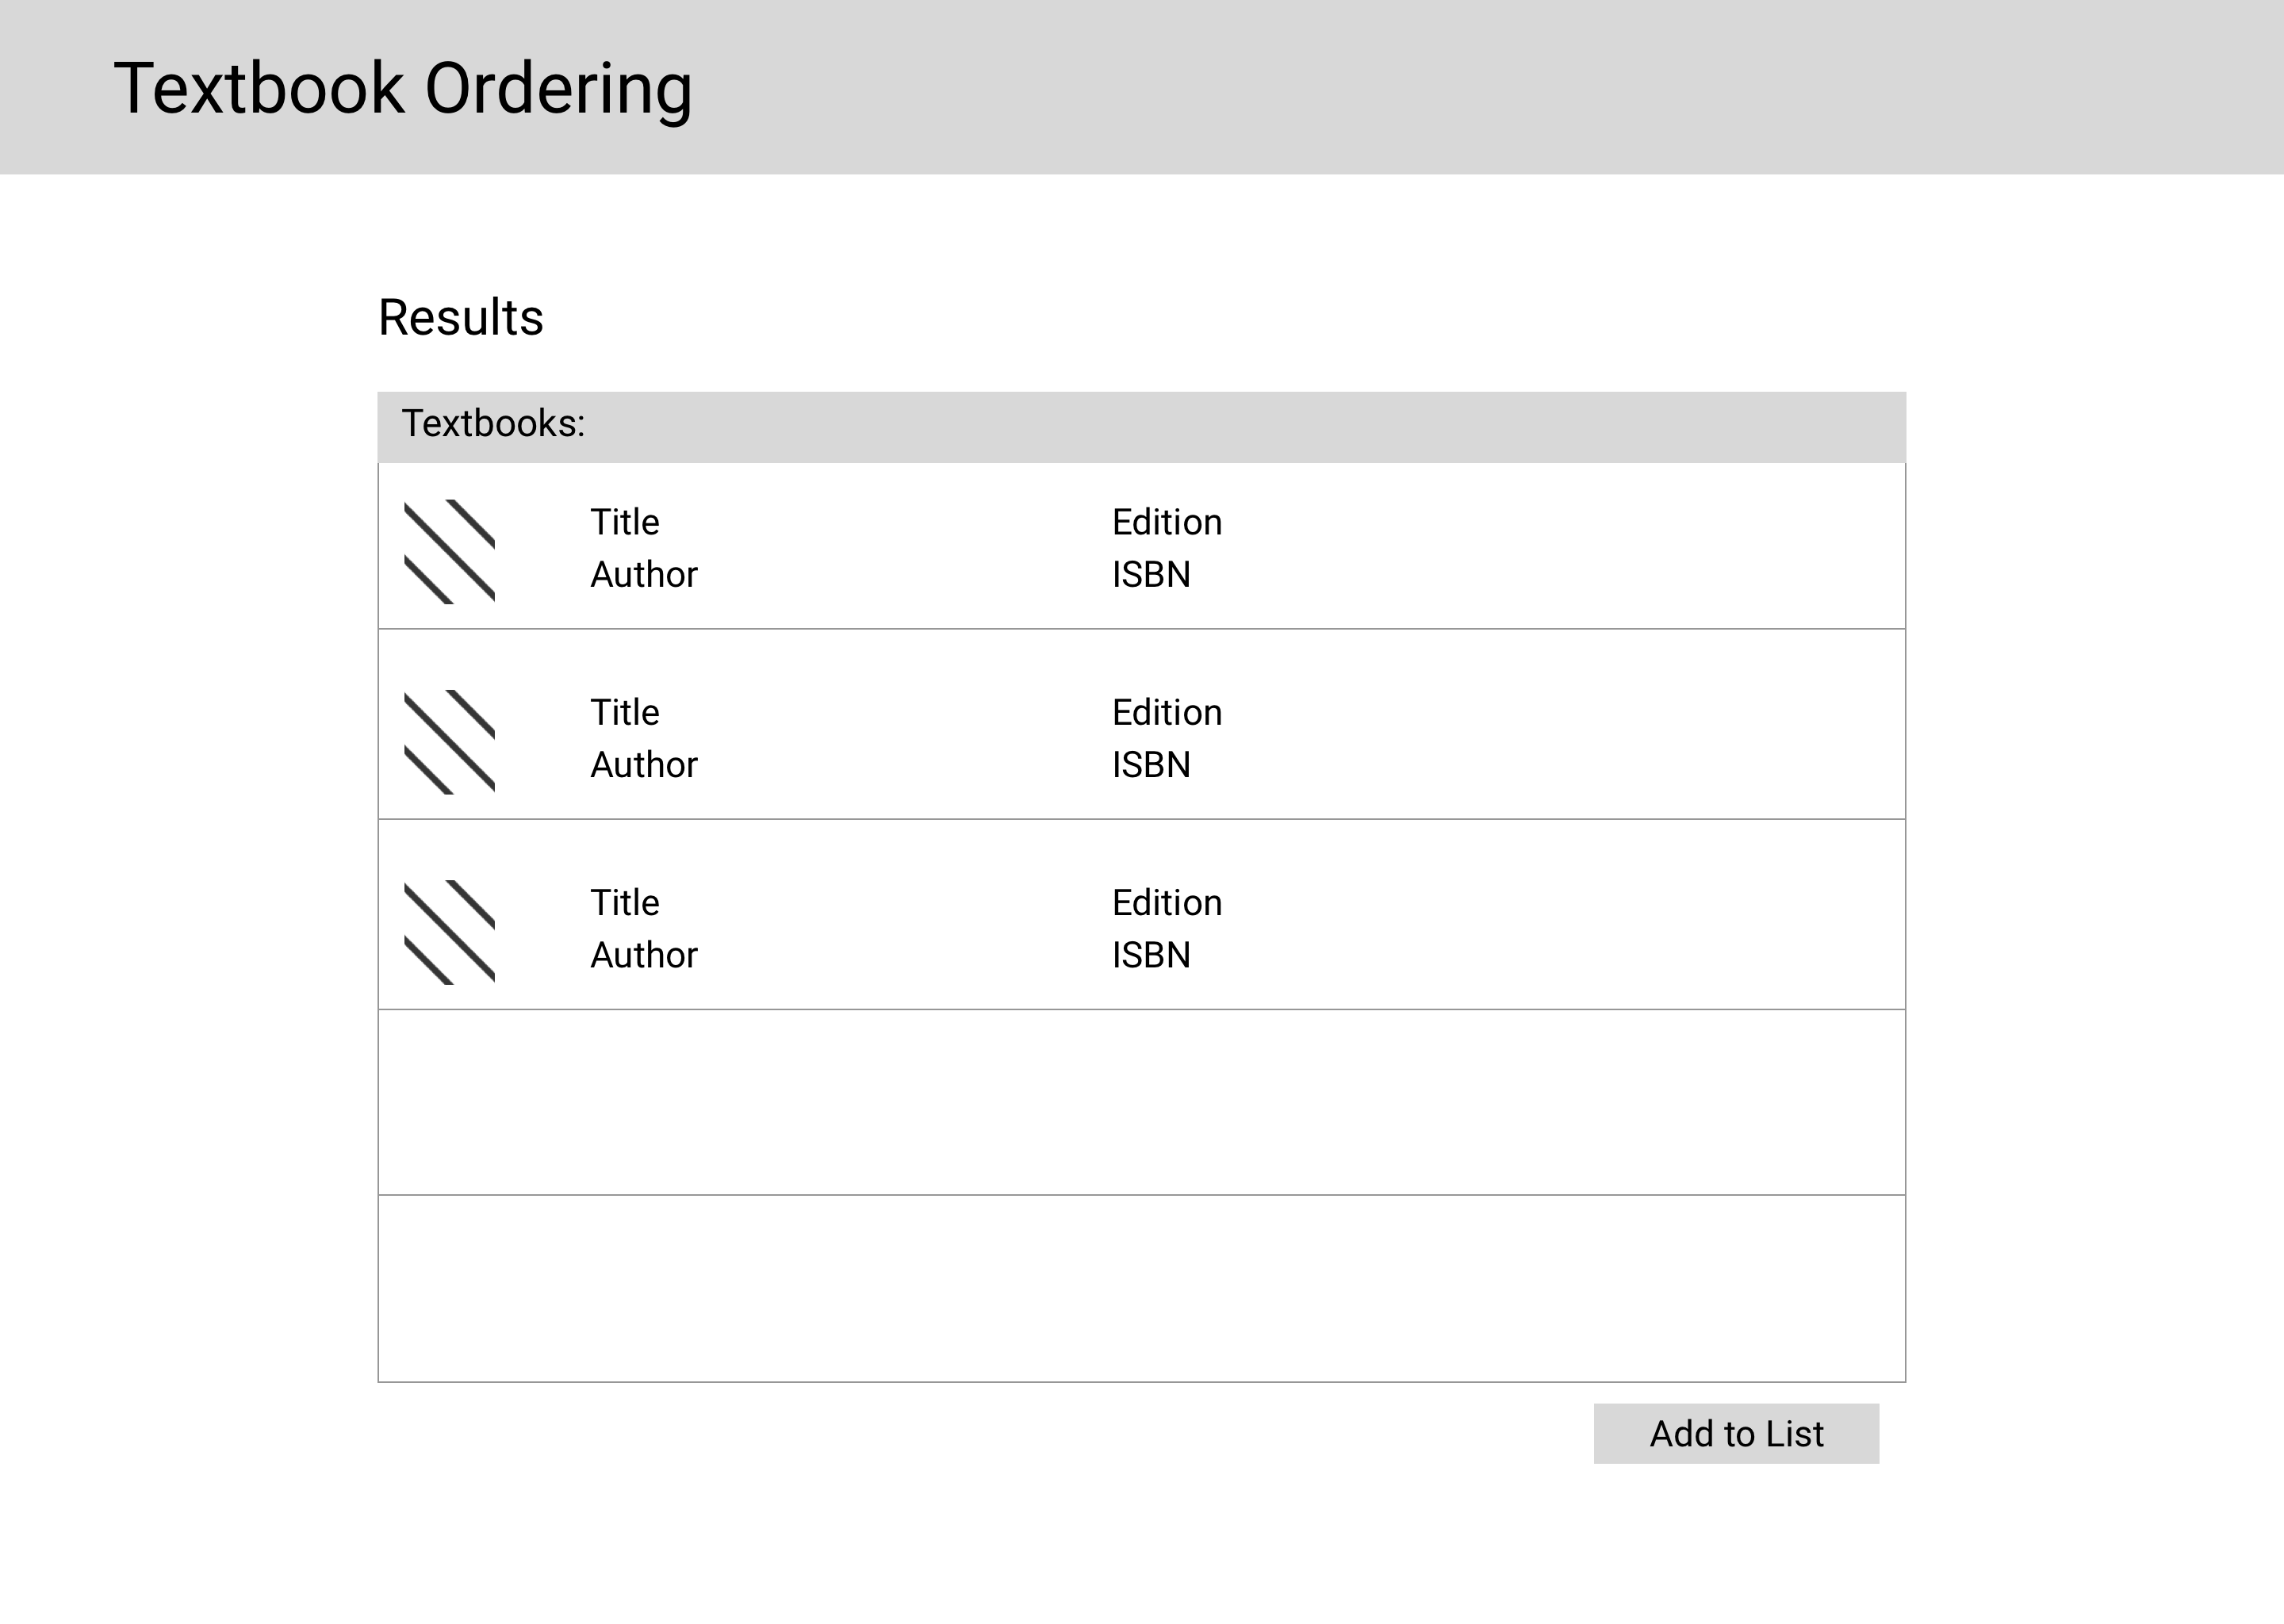 Textbook Ordering
Results
Textbooks:
Title Edition
Author ISBN
Title Edition
Author ISBN
Title Edition
Author ISBN
Add to List